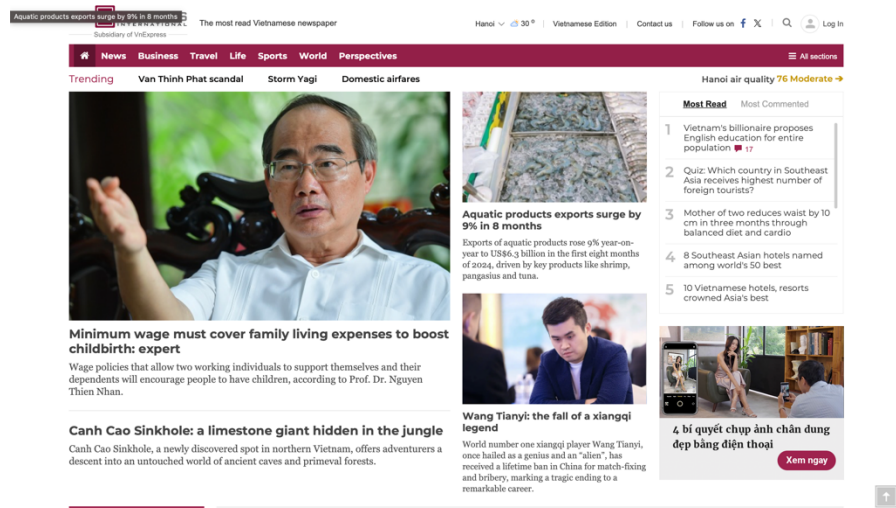 Aquatic products exports surge by 9% in 8 months
INTERNATIONAL
Subsidiary of VnExpress
The most read Vietnamese newspaper
Hanoi
30°
Vietnamese Edition
Contact us
Follow us on
Log In
News Business Travel Life Sports World Perspectives
All sections
Trending
Van Thinh Phat scandal
Storm Yagi
Domestic airfares
Hanoi air quality 76 Moderate →
Minimum wage must cover family living expenses to boost
childbirth: expert
Wage policies that allow two working individuals to support themselves and their
dependents will encourage people to have children, according to Prof. Dr. Nguyen
Thien Nhan.
Canh Cao Sinkhole: a limestone giant hidden in the jungle
Canh Cao Sinkhole, a newly discovered spot in northern Vietnam, offers adventurers a
descent into an untouched world of ancient caves and primeval forests.
Aquatic products exports surge by
9% in 8 months
Exports of aquatic products rose 9% year-on-
year to US$6.3 billion in the first eight months
of 2024, driven by key products like shrimp,
pangasius and tuna.
Wang Tianyi: the fall of a xiangqi
legend
World number one xiangqi player Wang Tianyi,
once hailed as a genius and an "alien", has
received a lifetime ban in China for match-fixing
and bribery, marking a tragic ending to a
remarkable career.
Most Read
Most Commented
1 Vietnam's billionaire proposes
English education for entire
population 17
2 Quiz: Which country in Southeast
Asia receives highest number of
foreign tourists?
3 Mother of two reduces waist by 10
cm in three months through
balanced diet and cardio
4 8 Southeast Asian hotels named
among world's 50 best
5 10 Vietnamese hotels, resorts
crowned Asia's best
4 bí quyết chụp ảnh chân dung
đẹp bằng điện thoại
Xem ngay